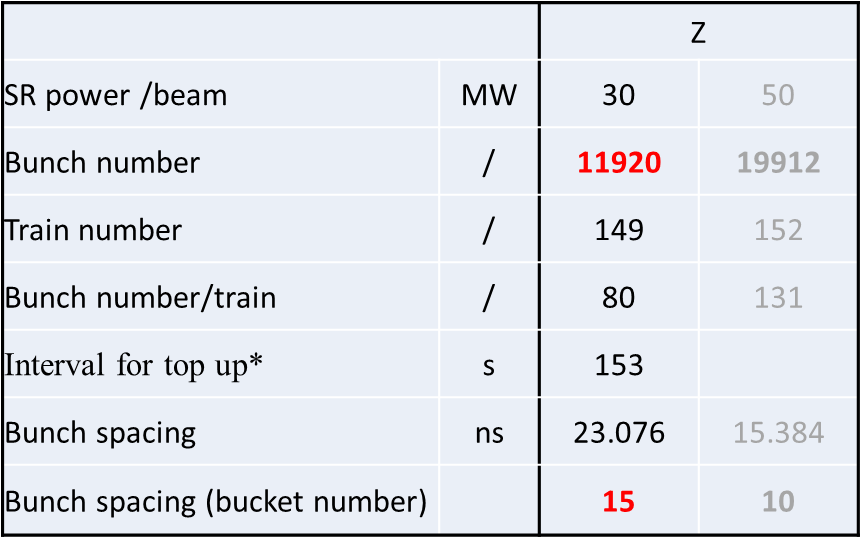 Z
SR power /beam MW 30 50
Bunch number / 11920 19912
Train number / 149 152
Bunch number/train / 80 131
Interval for top up* s 153
Bunch spacing ns 23.076 15.384
Bunch spacing (bucket number) 15 10